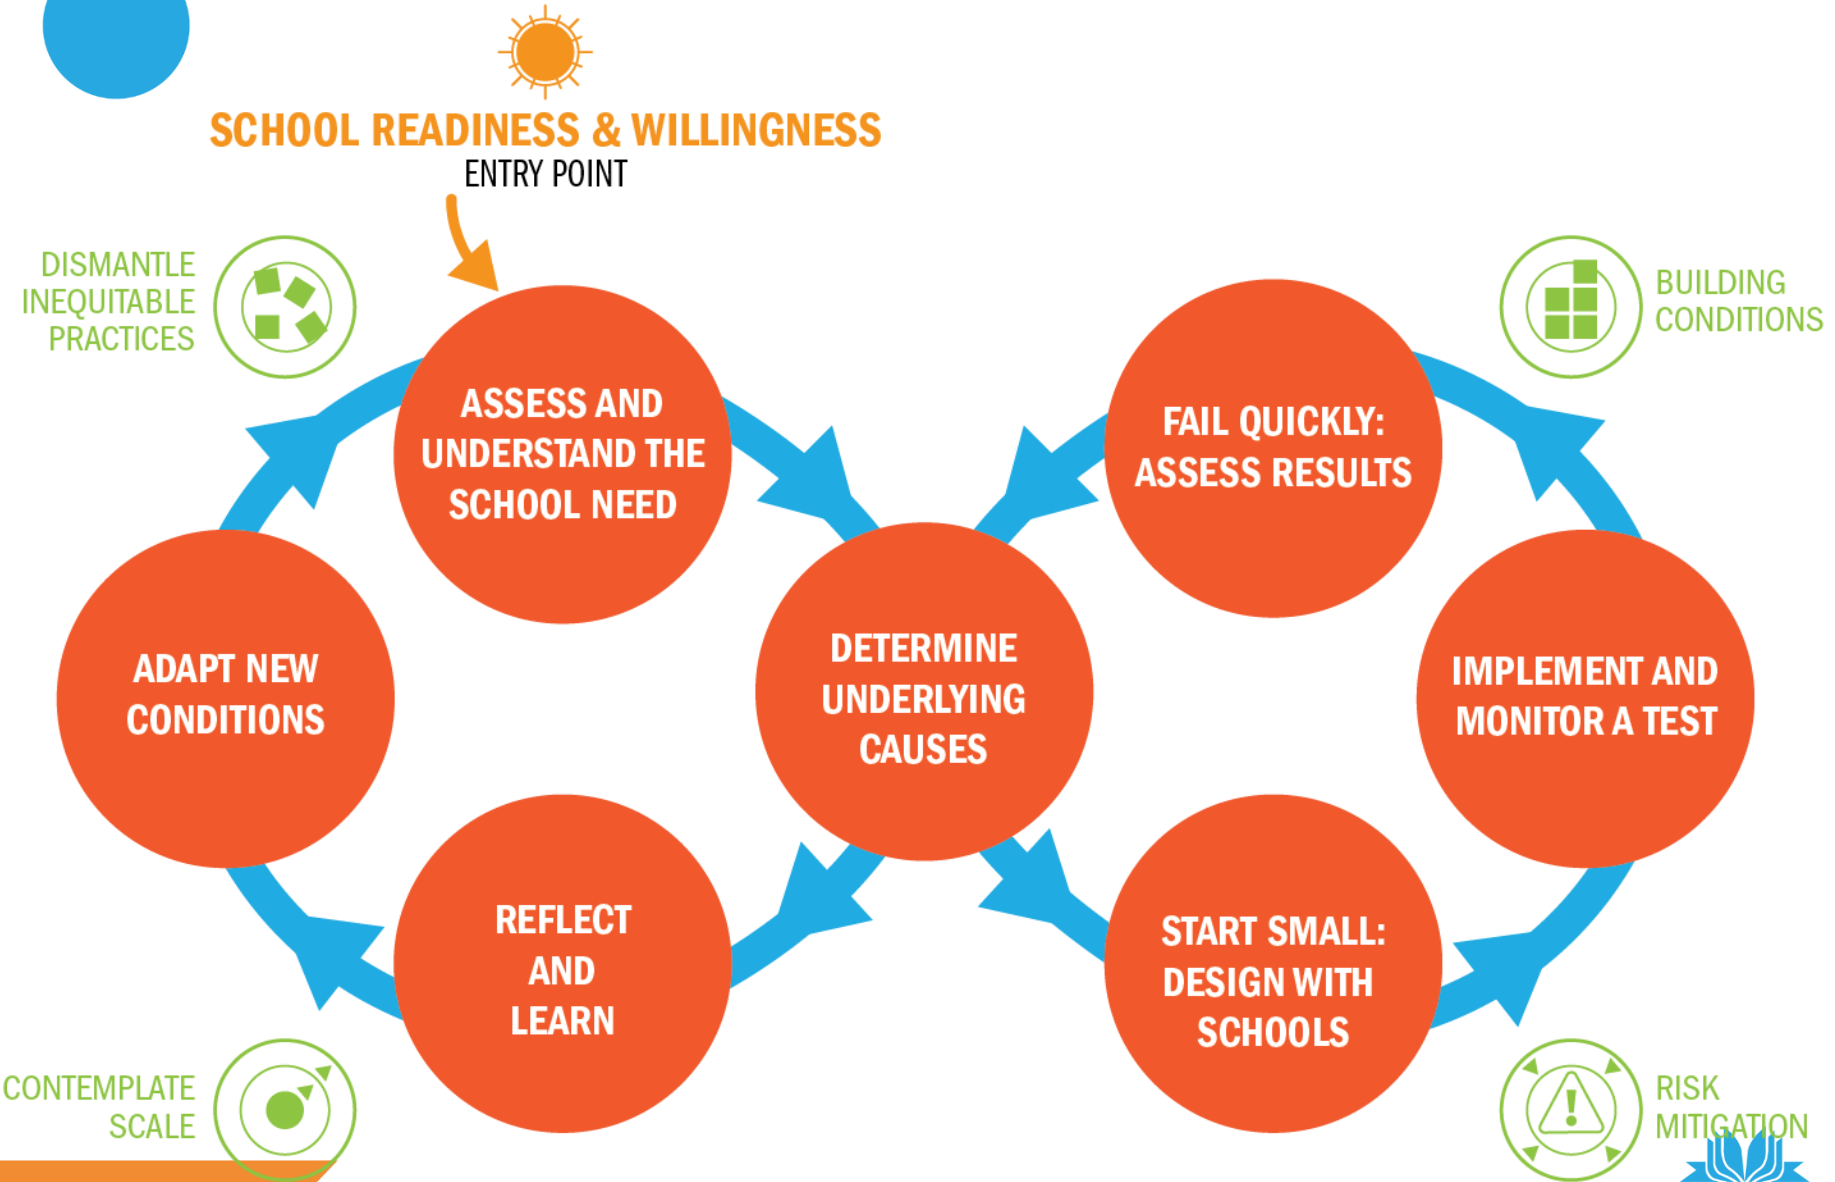 SCHOOL READINESS & WILLINGNESS
ENTRY POINT
DISMANTLE
INEQUITABLE
PRACTICES
BUILDING
CONDITIONS
ASSESS AND
UNDERSTAND THE
SCHOOL NEED
FAIL QUICKLY:
ASSESS RESULTS
ADAPT NEW
CONDITIONS
DETERMINE
UNDERLYING
CAUSES
IMPLEMENT AND
MONITOR A TEST
REFLECT
AND
LEARN
START SMALL:
DESIGN WITH
SCHOOLS
CONTEMPLATE
SCALE
RISK
MITIGATION